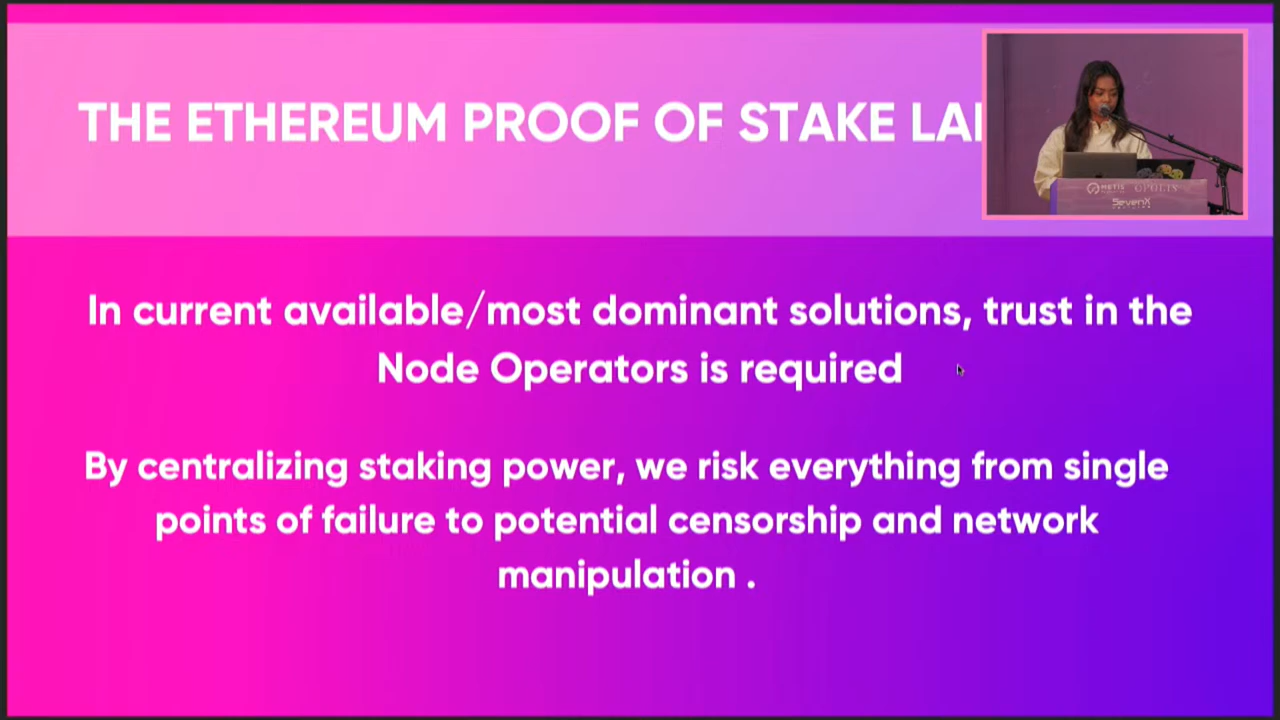 THE ETHEREUM PROOF OF STAKE
In current available/most dominant solutions, trust in the
Node Operators is required
By centralizing staking power, we risk everything from single
points of failure to potential censorship and network
manipulation .
METIS OPOLIS
SevenX